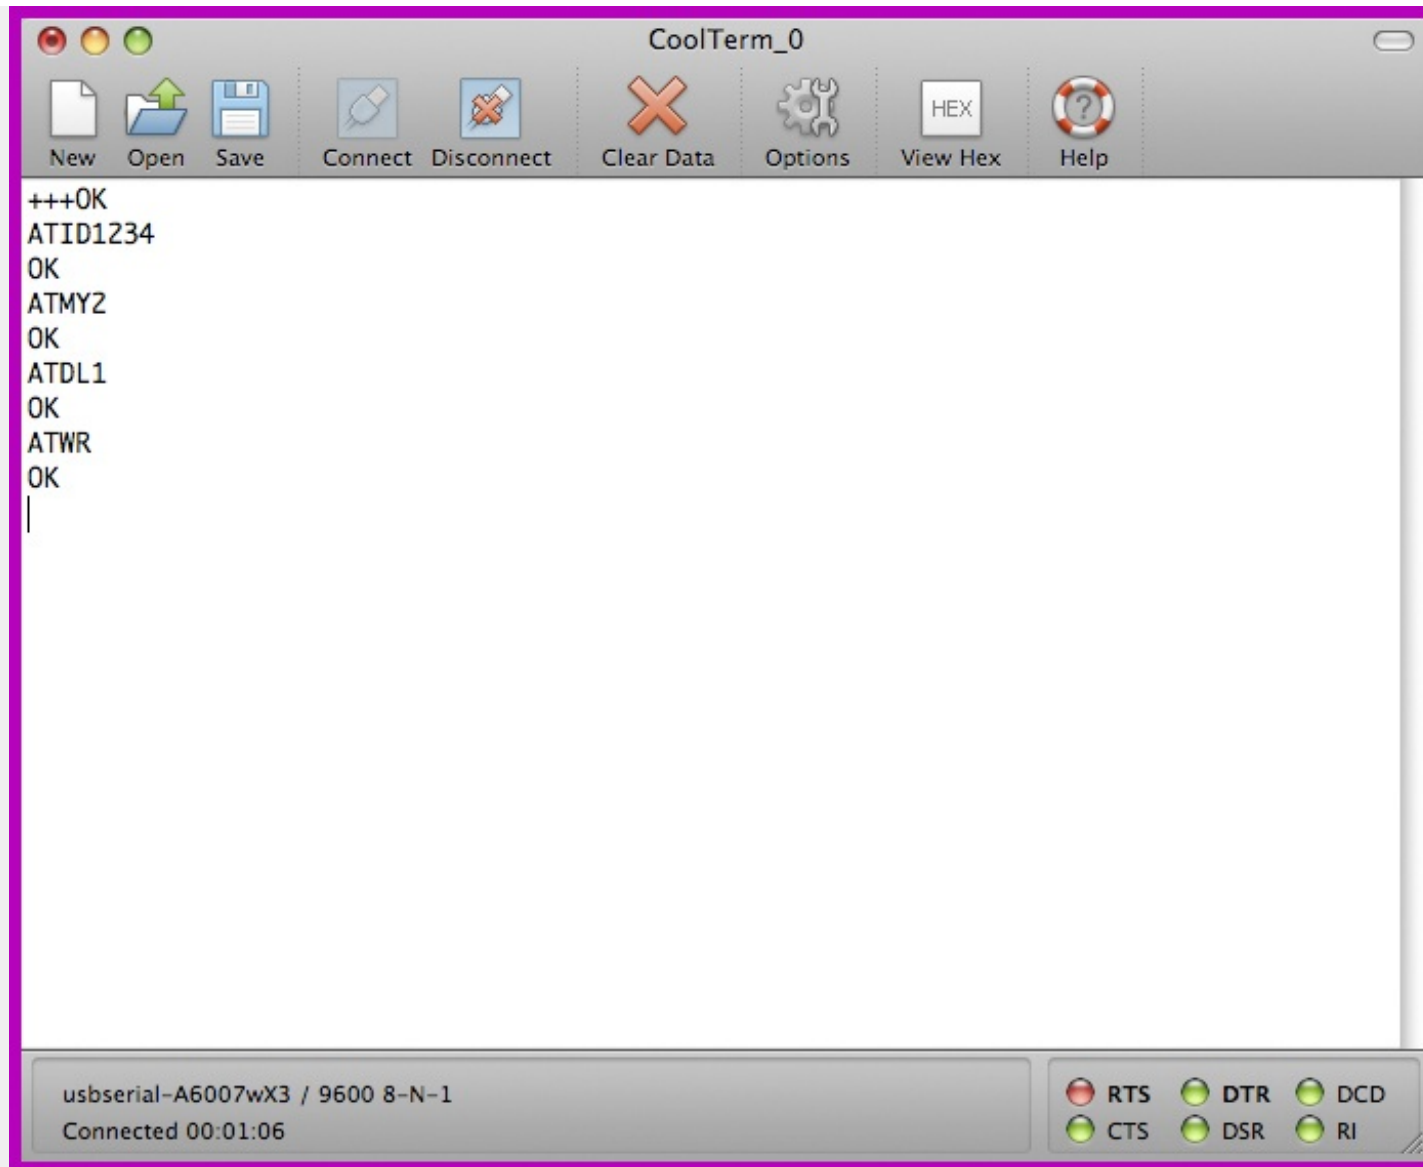 CoolTerm_0
New Open Save Connect Disconnect Clear Data Options HEX View Hex Help
+++OK
ATID1234
OK
ATMY2
OK
ATDL1
OK
ATWR
OK
usbserial-A6007wX3 / 9600 8-N-1
Connected 00:01:06
RTS DTR DCD
CTS DSR RI